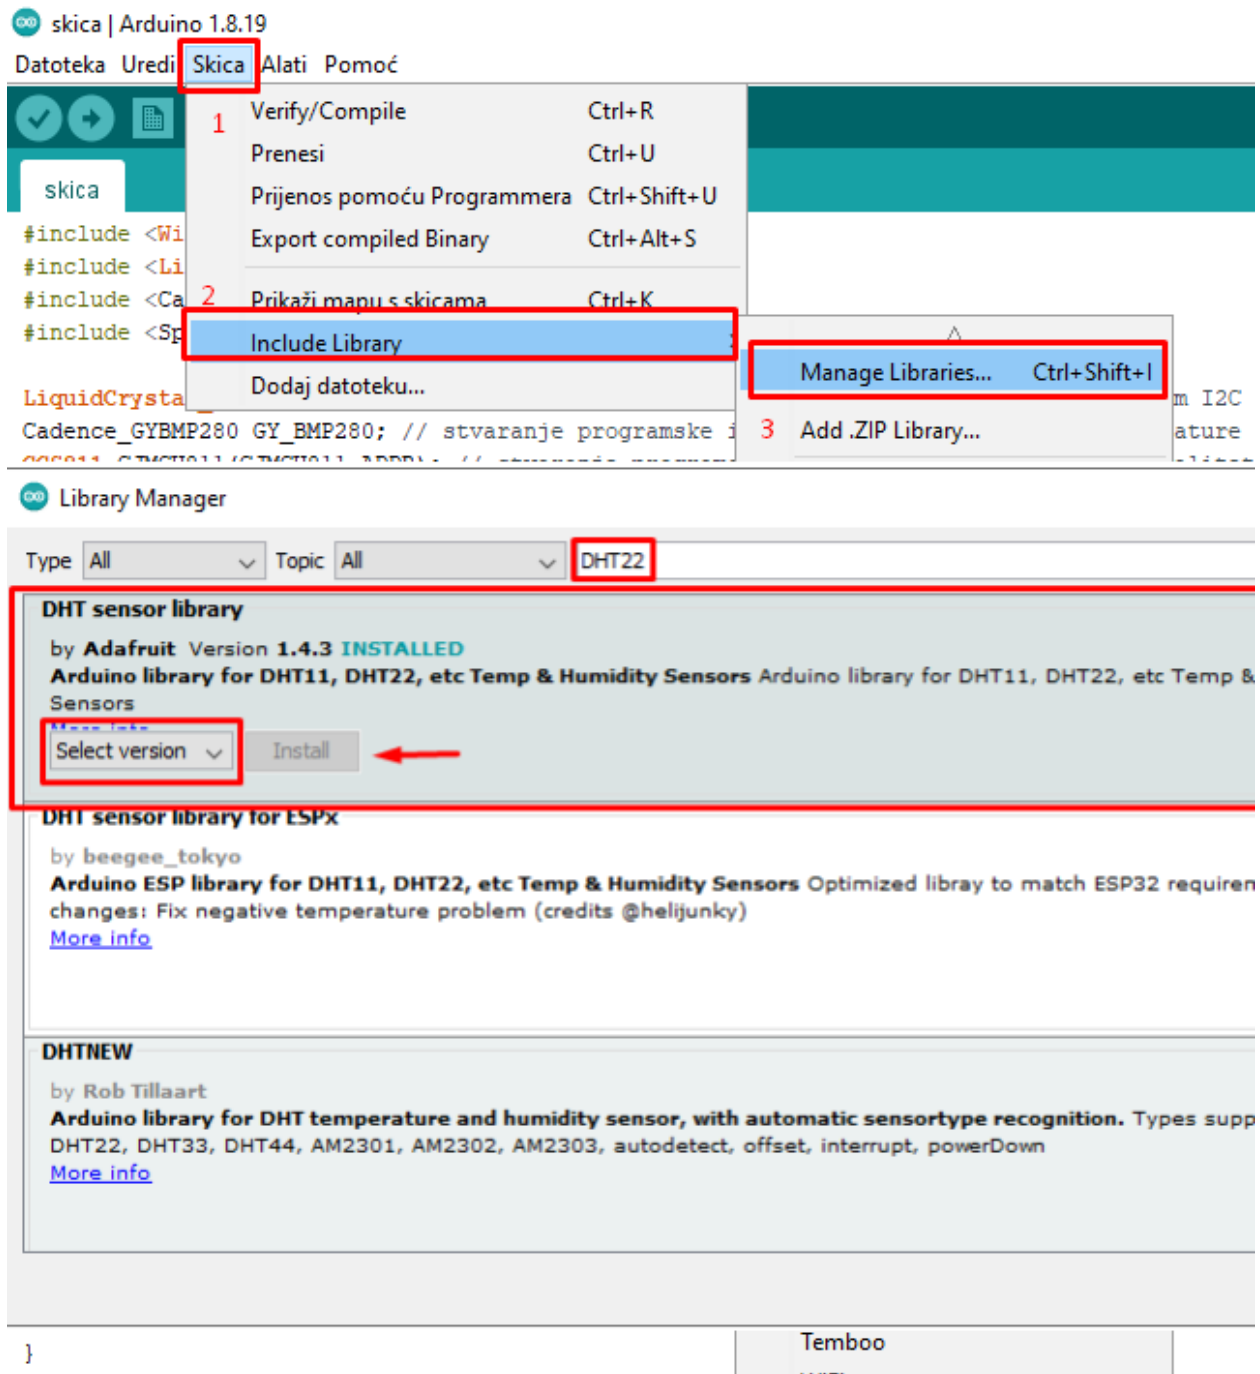 skica | Arduino 1.8.19
Datoteka Uredi Skica Alati Pomoć
1
Verify/Compile Ctrl+R
Prenesi Ctrl+U
skica
Prijenos pomoću Programmera Ctrl+Shift+U
#include <Wi
Export compiled Binary Ctrl+Alt+S
#include <Li
#include <Ca
2 Prikaži mapu s skicama Ctrl+K
#include <Sp
Include Library
Manage Libraries... Ctrl+Shift+I
Dodaj datoteku...
LiquidCrysta m I2C
Cadence_GYBMP280 GY_BMP280; // stvaranje programske i ature
3 Add .ZIP Library...
Library Manager
Type All Topic All DHT22
DHT sensor library
by Adafruit Version 1.4.3 INSTALLED
Arduino library for DHT11, DHT22, etc Temp & Humidity Sensors Arduino library for DHT11, DHT22, etc Temp &
Sensors
More info
Select version Install
DHT sensor library for ESPx
by beegee_tokyo
Arduino ESP library for DHT11, DHT22, etc Temp & Humidity Sensors Optimized libray to match ESP32 requirem
changes: Fix negative temperature problem (credits @helijunky)
More info
DHTNEW
by Rob Tillaart
Arduino library for DHT temperature and humidity sensor, with automatic sensortype recognition. Types supp
DHT22, DHT33, DHT44, AM2301, AM2302, AM2303, autodetect, offset, interrupt, powerDown
More info
}
Temboo